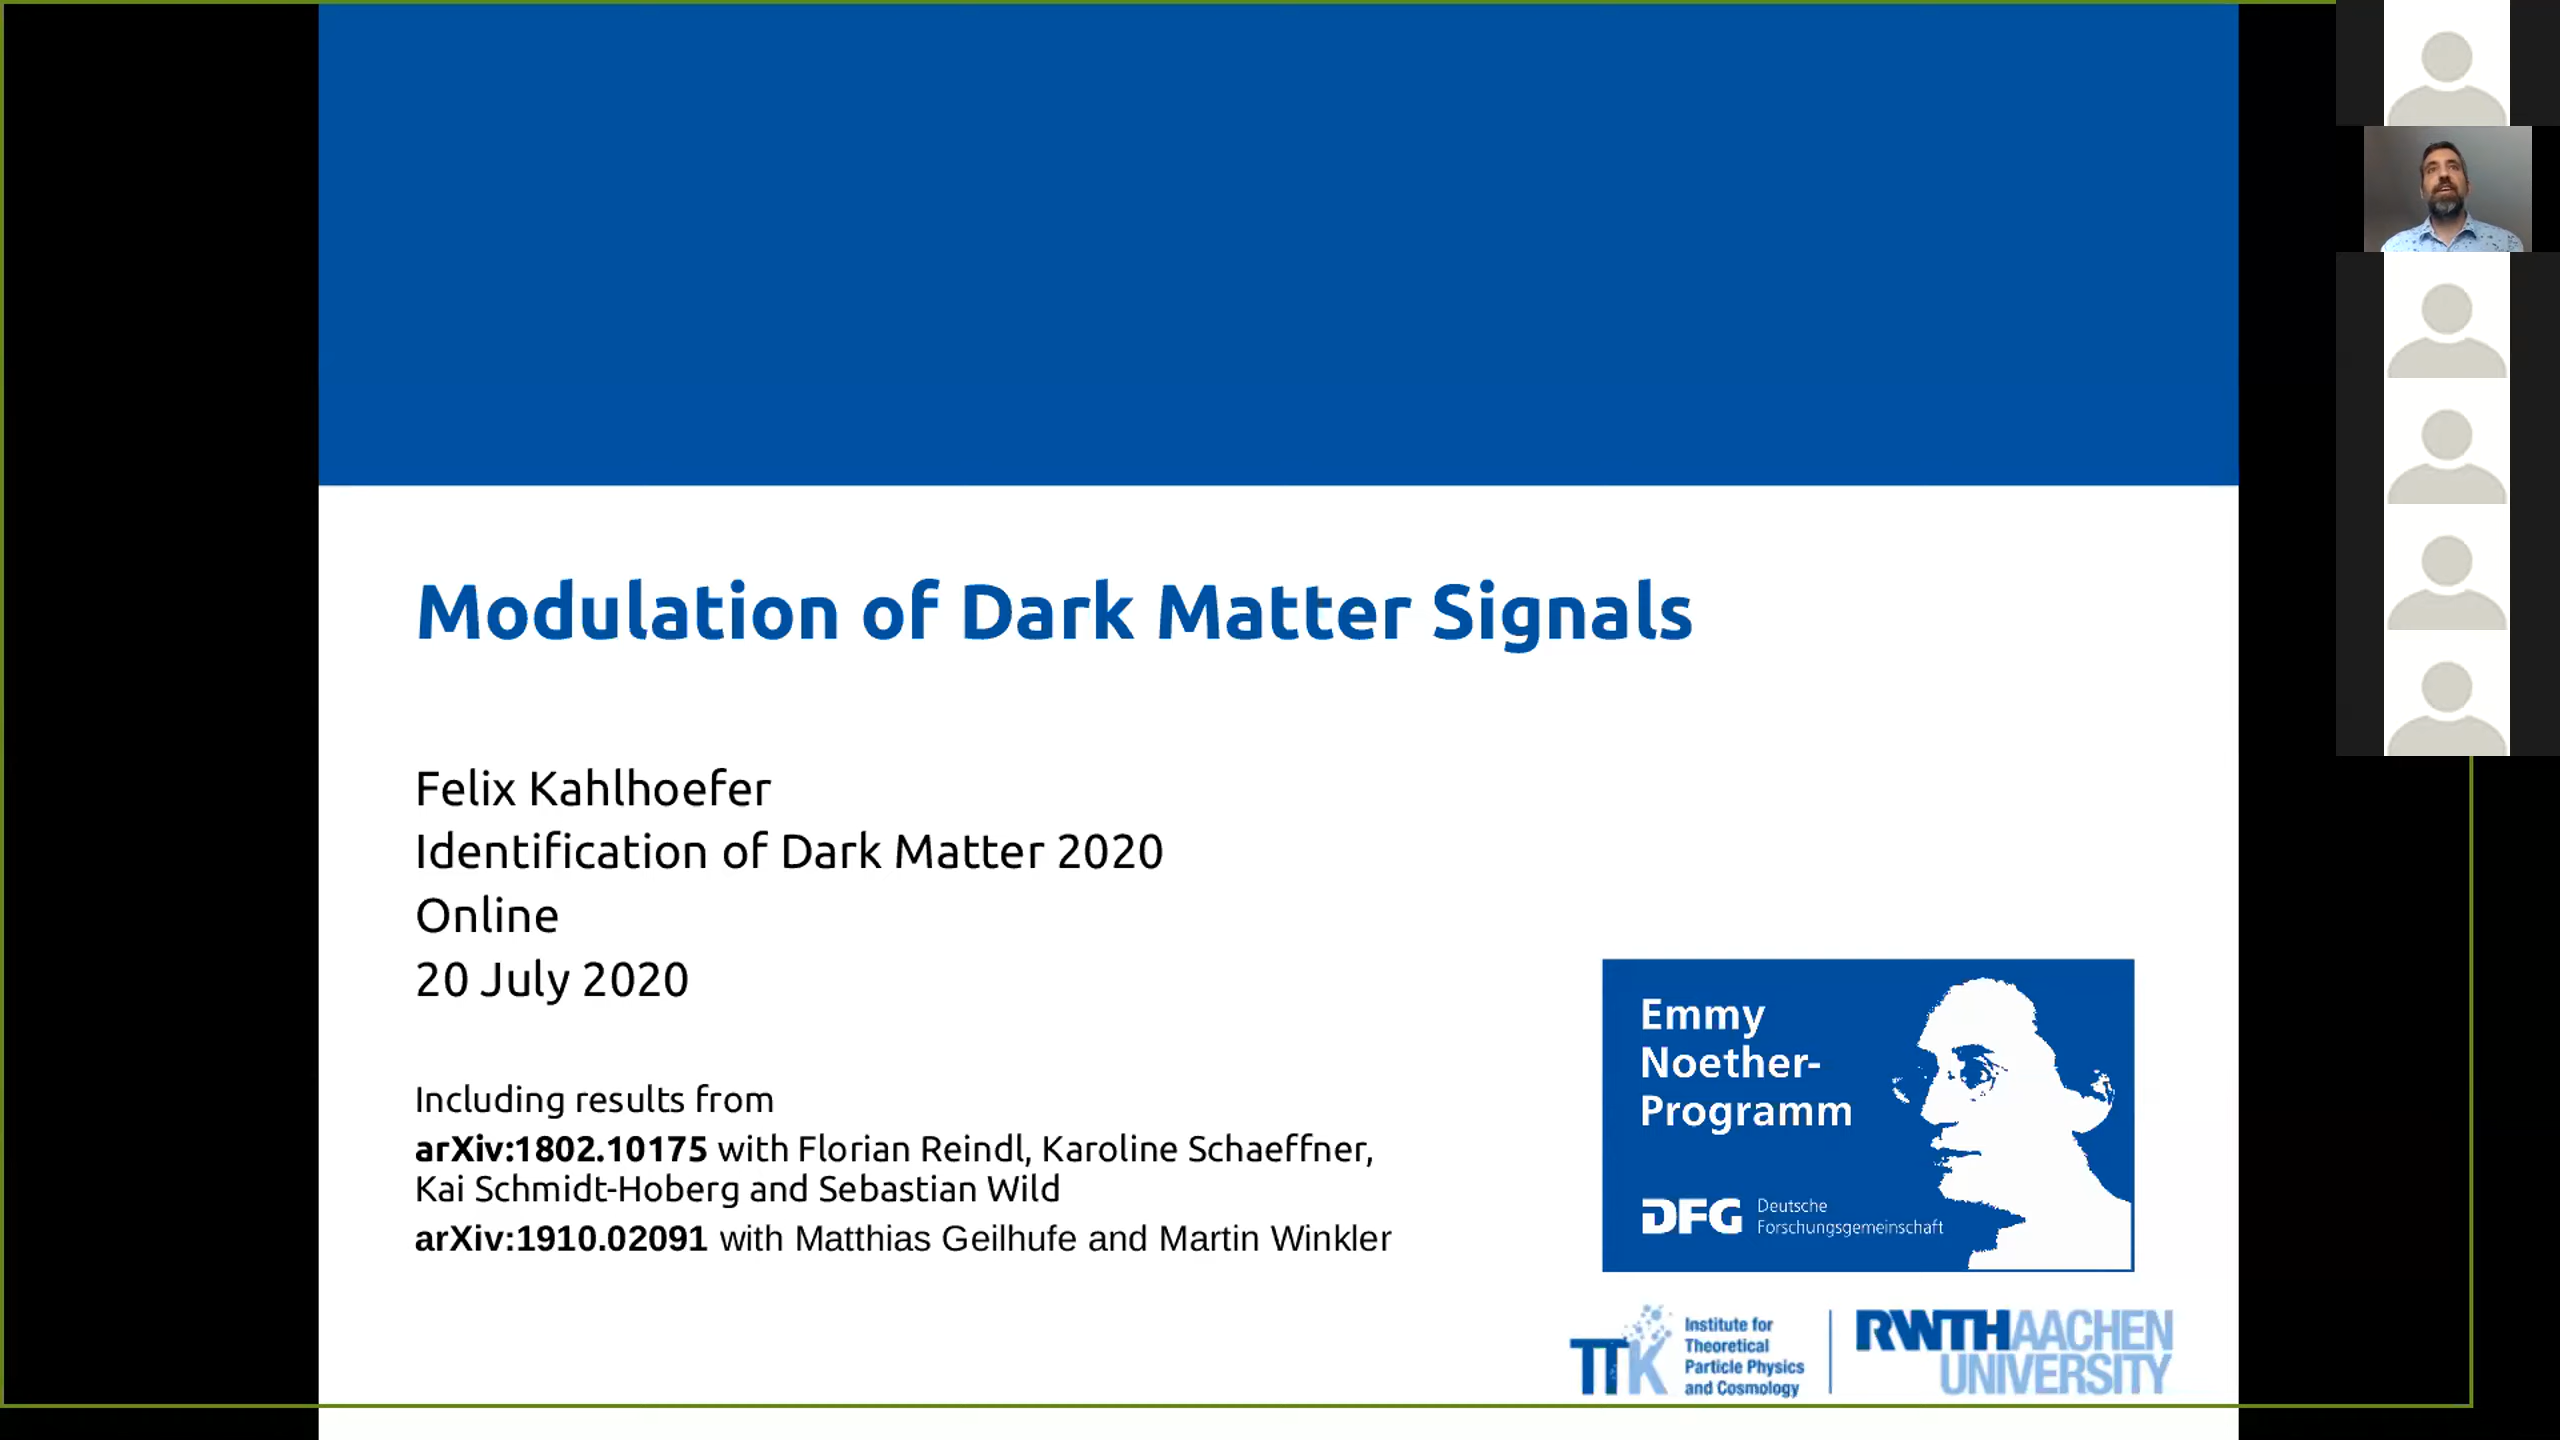 Modulation of Dark Matter Signals
Felix Kahlhoefer
Identification of Dark Matter 2020
Online
20 July 2020
Including results from
arXiv:1802.10175 with Florian Reindl, Karoline Schaeffner,
Kai Schmidt-Hoberg and Sebastian Wild
arXiv:1910.02091 with Matthias Geilhufe and Martin Winkler
Emmy
Noether-
Programm
DFG Deutsche
Forschungsgemeinschaft
TTK
Institute for
Theoretical
Particle Physics
and Cosmology
RWTHAACHEN
UNIVERSITY